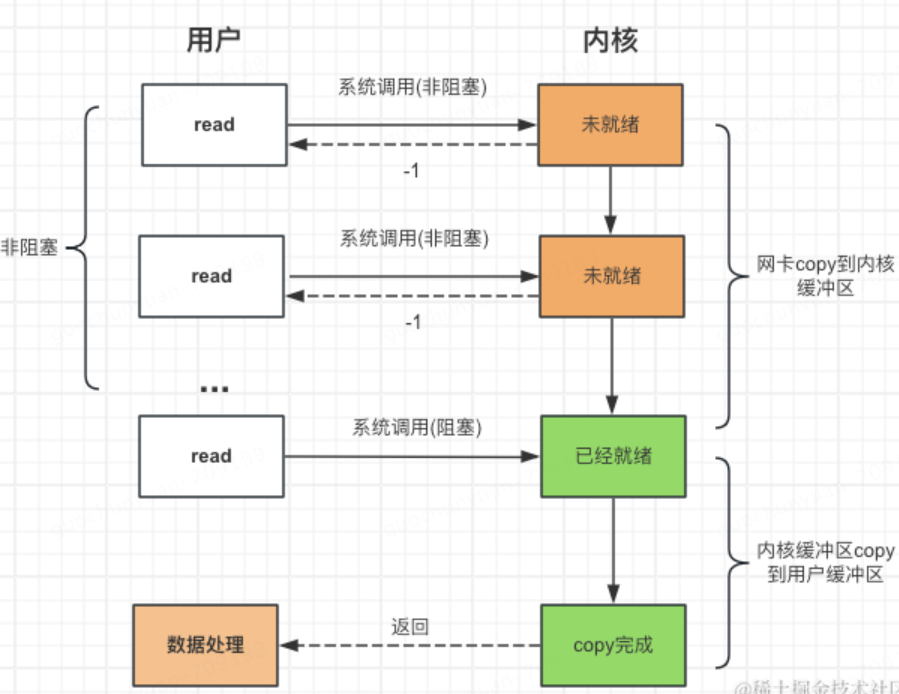 用户
内核
系统调用(非阻塞)
read
未就绪
-1
系统调用(非阻塞)
非阻塞
read
未就绪
网卡copy到内核
缓冲区
-1
...
系统调用(阻塞)
read
已经就绪
内核缓冲区copy
到用户缓冲区
返回
数据处理
copy完成
@稀土掘金技术社区